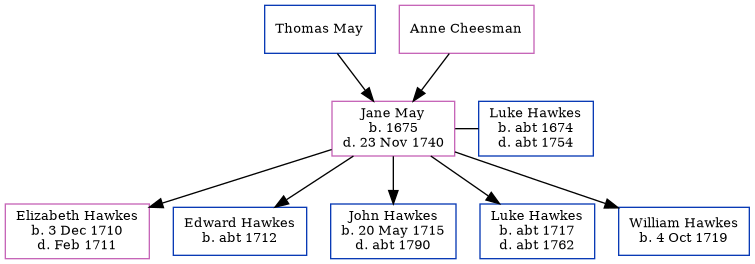 Thomas May
Anne Cheesman
Jane May
b. 1675
d. 23 Nov 1740
Luke Hawkes
b. abt 1674
d. abt 1754
Elizabeth Hawkes
b. 3 Dec 1710
d. Feb 1711
Edward Hawkes
b. abt 1712
John Hawkes
b. 20 May 1715
d. abt 1790
Luke Hawkes
b. abt 1717
d. abt 1762
William Hawkes
b. 4 Oct 1719